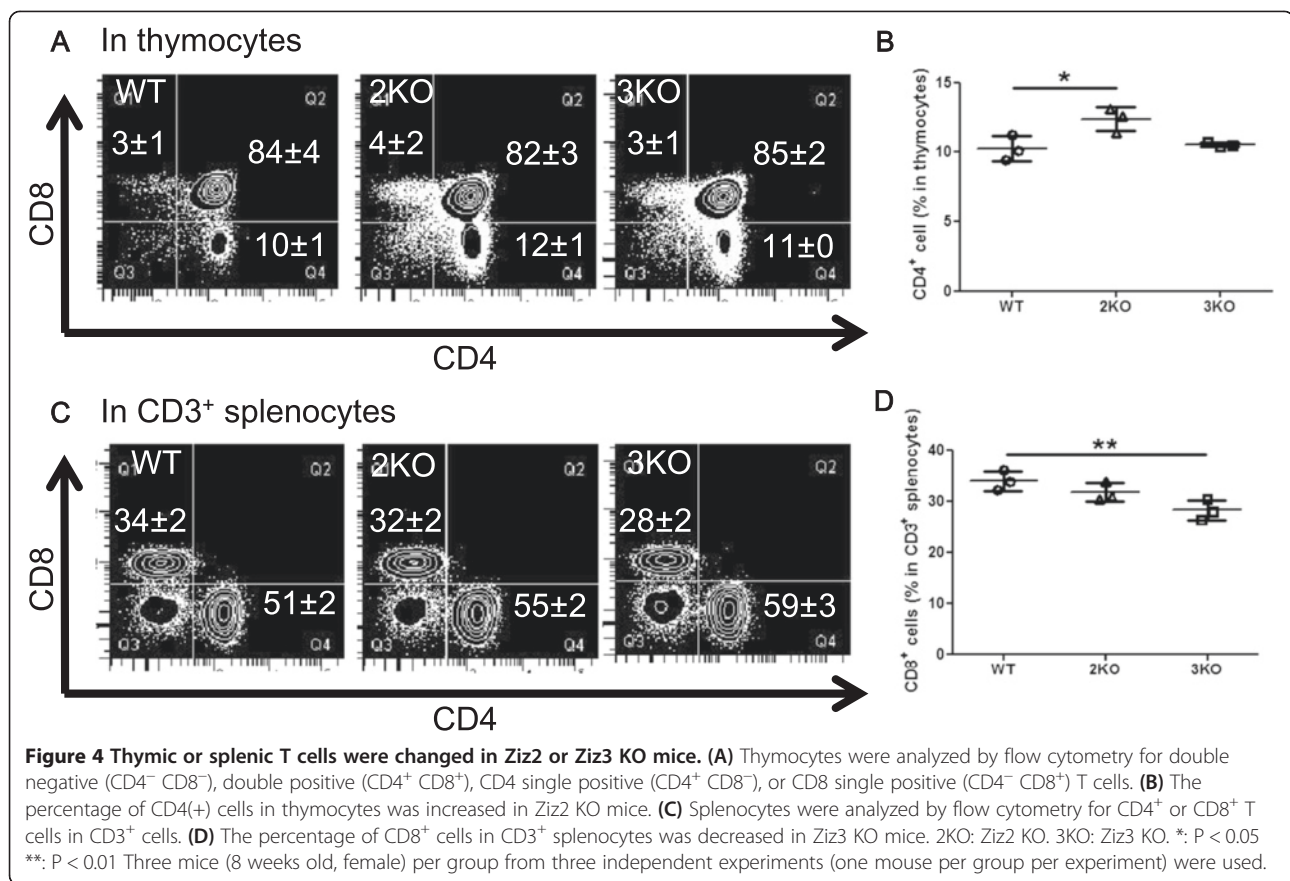 A In thymocytes
WT
Q1
Q2
3±1
84±4
10±1
Q3
Q4
2KO
Q1
Q2
4±2
82±3
12±1
Q3
Q4
3KO
Q1
Q2
3±1
85±2
11±0
Q3
Q4
CD8
CD4
B
*
CD4+ cell (% in thymocytes)
15
10
5
0
WT 2KO 3KO
C In CD3+ splenocytes
WT
Q1
Q2
34±2
51±2
Q3
Q4
2KO
Q1
Q2
32±2
55±2
Q3
Q4
3KO
Q2
28±2
59±3
Q3
Q4
CD8
CD4
D
**
CD8+ cells (% in CD3+ splenocytes)
40
30
20
10
0
WT 2KO 3KO
Figure 4 Thymic or splenic T cells were changed in Ziz2 or Ziz3 KO mice. (A) Thymocytes were analyzed by flow cytometry for double
negative (CD4− CD8−), double positive (CD4+ CD8+), CD4 single positive (CD4+ CD8−), or CD8 single positive (CD4− CD8+) T cells. (B) The
percentage of CD4(+) cells in thymocytes was increased in Ziz2 KO mice. (C) Splenocytes were analyzed by flow cytometry for CD4+ or CD8+ T
cells in CD3+ cells. (D) The percentage of CD8+ cells in CD3+ splenocytes was decreased in Ziz3 KO mice. 2KO: Ziz2 KO. 3KO: Ziz3 KO. *: P < 0.05
**: P < 0.01 Three mice (8 weeks old, female) per group from three independent experiments (one mouse per group per experiment) were used.